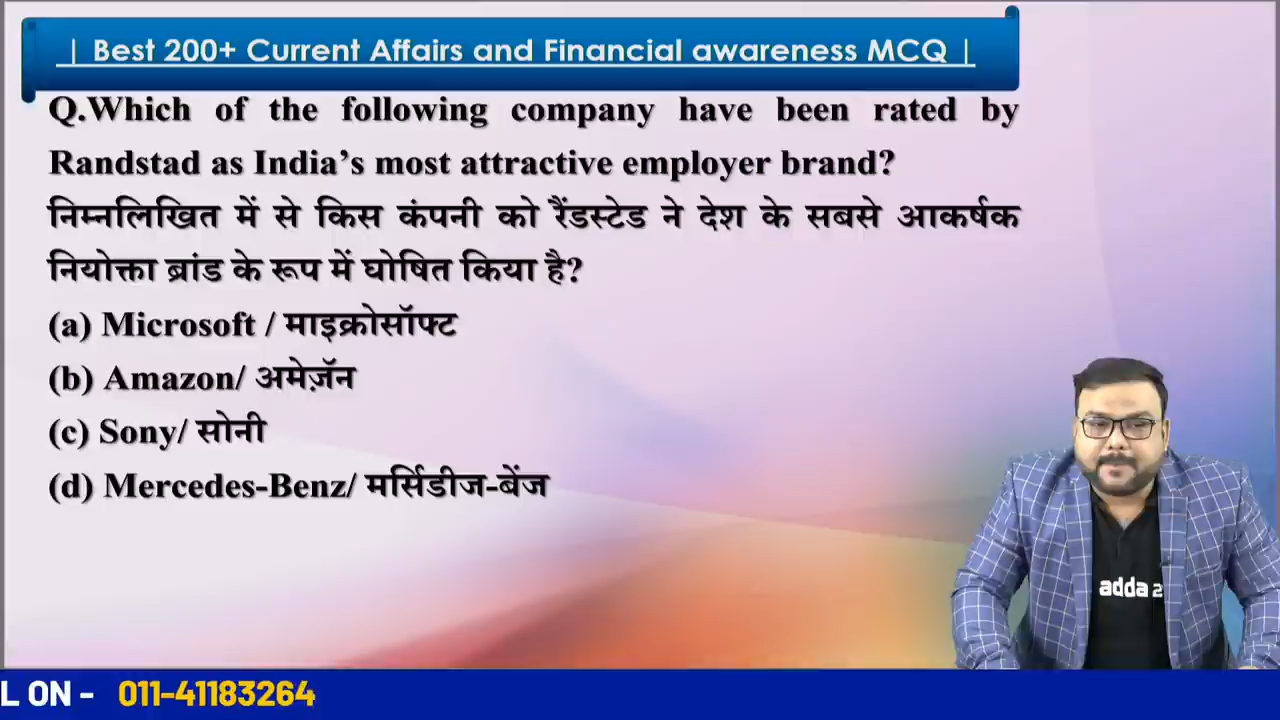 | Best 200+ Current Affairs and Financial awareness MCQ |
Q.Which of the following company have been rated by
Randstad as India’s most attractive employer brand?
निम्नलिखित में से किस कंपनी को रैंडस्टेड ने देश के सबसे आकर्षक
नियोक्ता ब्रांड के रूप में घोषित किया है?
(a) Microsoft / माइक्रोसॉफ्ट
(b) Amazon/ अमेज़ॅन
(c) Sony/ सोनी
(d) Mercedes-Benz/ मर्सिडीज-बेंज
adda 2
L ON - 011-41183264